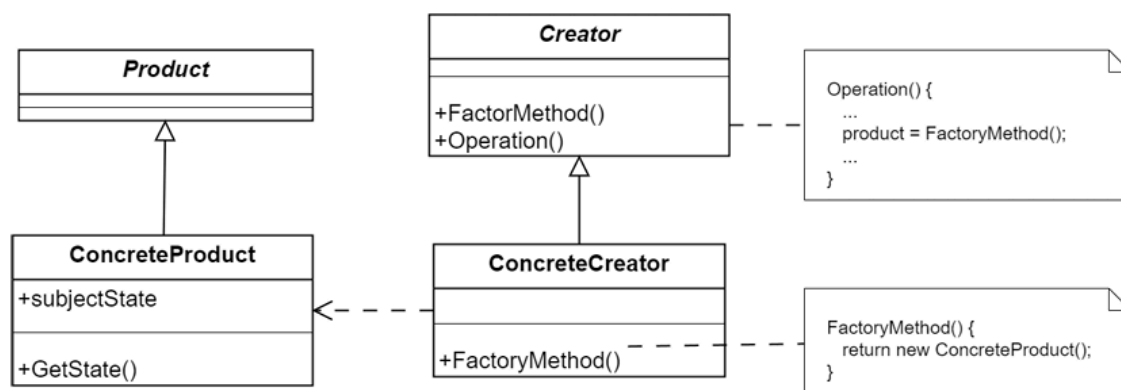 Product
Creator
+FactorMethod()
+Operation()
Operation() {
...
product = FactoryMethod();
...
}
ConcreteProduct
+subjectState
+GetState()
ConcreteCreator
+FactoryMethod()
FactoryMethod() {
return new ConcreteProduct();
}